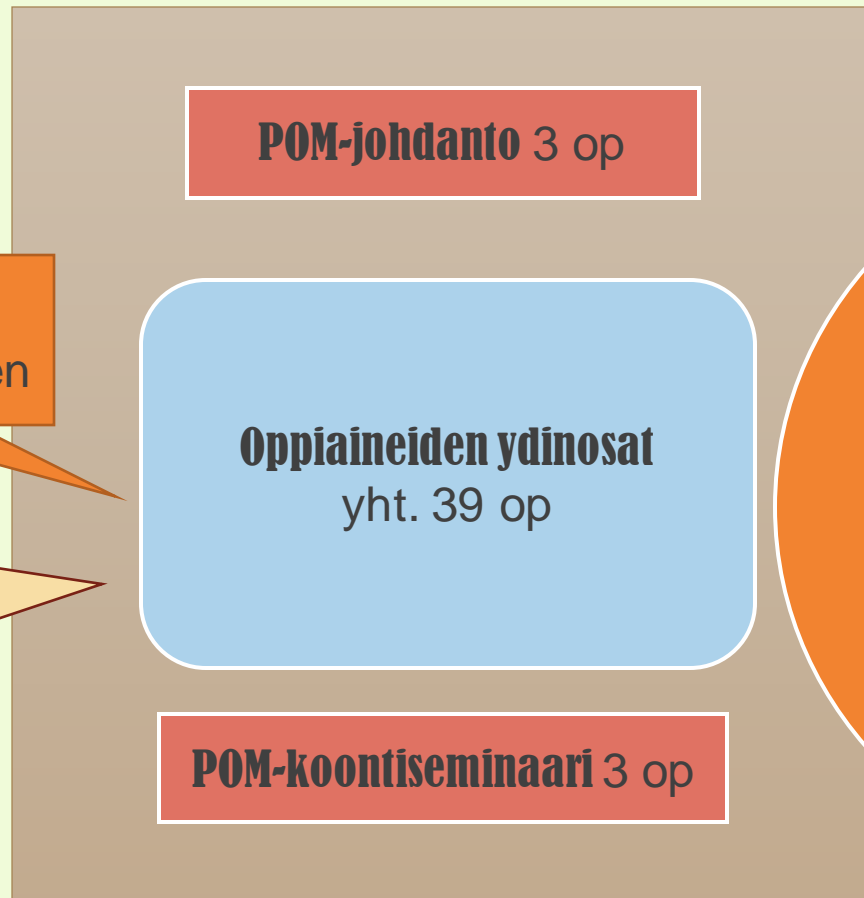 POM-johdanto 3 op
Oppiaineiden ydinosat
yht. 39 op
POM-koontiseminaari 3 op